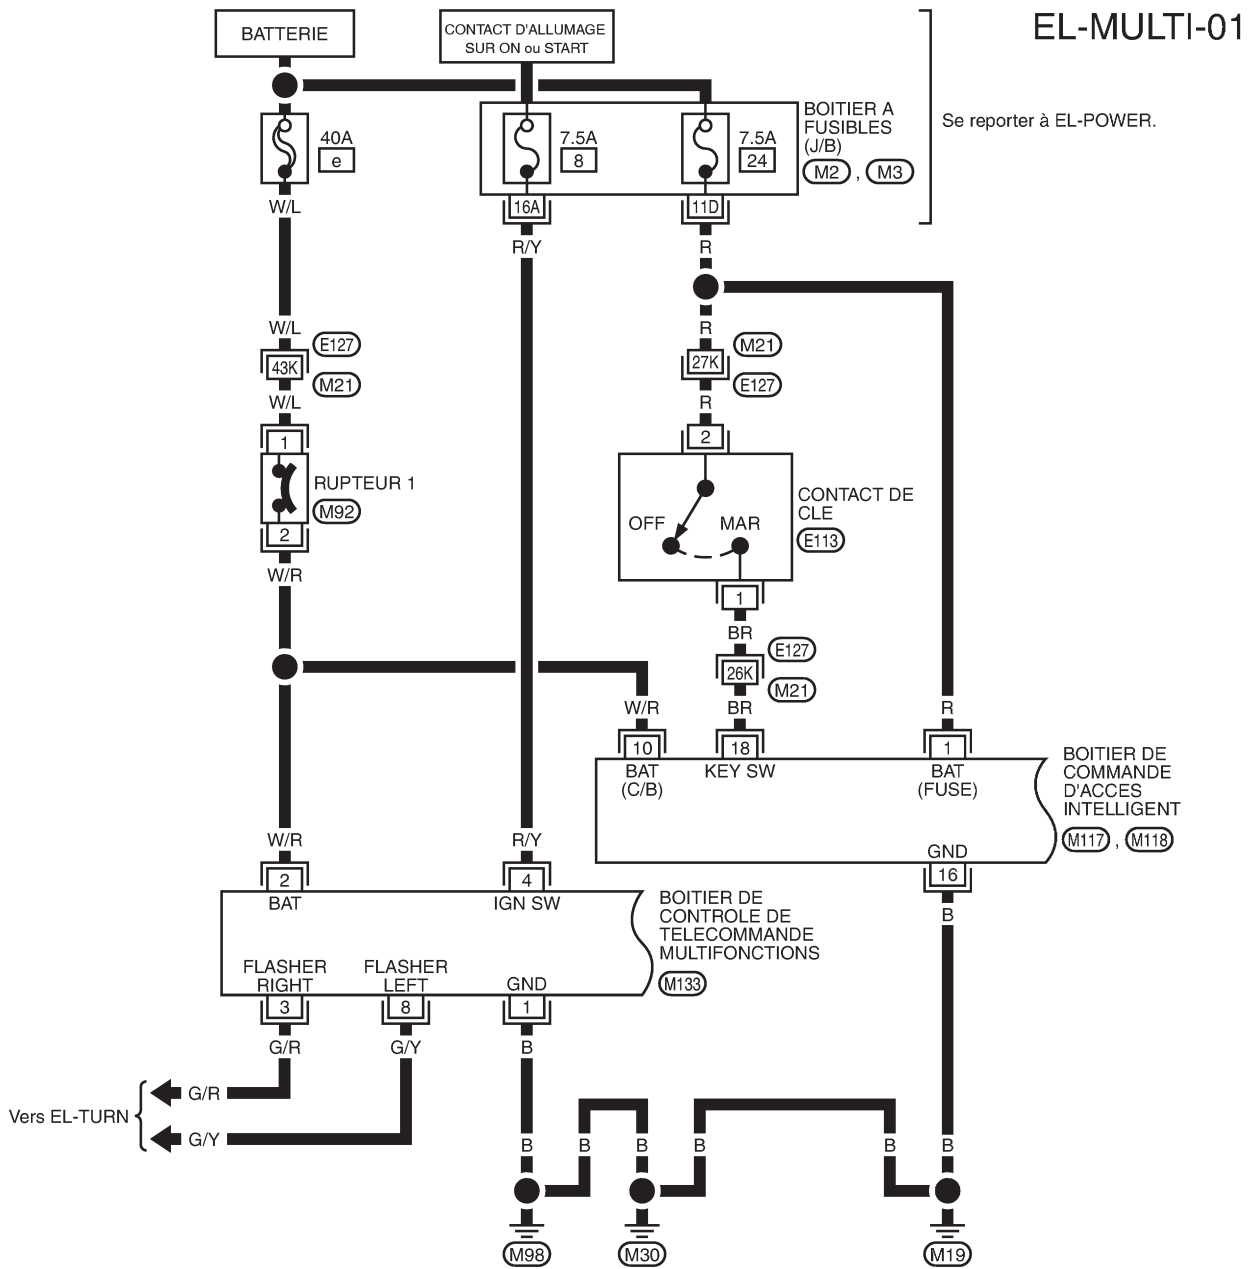 EL-MULTI-01
BATTERIE
CONTACT D'ALLUMAGE
SUR ON ou START
40A
e
7.5A
8
7.5A
24
BOITIER A
FUSIBLES
(J/B)
M2 , M3
Se reporter à EL-POWER.
W/L
16A
11D
R/Y
R
W/L
E127
43K
M21
W/L
R
M21
27K
E127
R
1
RUPTEUR 1
M92
2
W/R
2
CONTACT DE
CLE
E113
OFF
MAR
1
BR
E127
26K
M21
BR
W/R
R
10
18
1
BAT
(C/B)
KEY SW
BAT
(FUSE)
BOITIER DE
COMMANDE
D'ACCES
INTELLIGENT
M117 , M118
GND
16
B
W/R
R/Y
2
4
BAT
IGN SW
BOITIER DE
CONTROLE DE
TELECOMMANDE
MULTIFONCTIONS
M133
FLASHER
RIGHT
FLASHER
LEFT
GND
3
8
1
G/R
G/Y
B
Vers EL-TURN
G/R
G/Y
B
B
B
B
B
B
M98
M30
M19